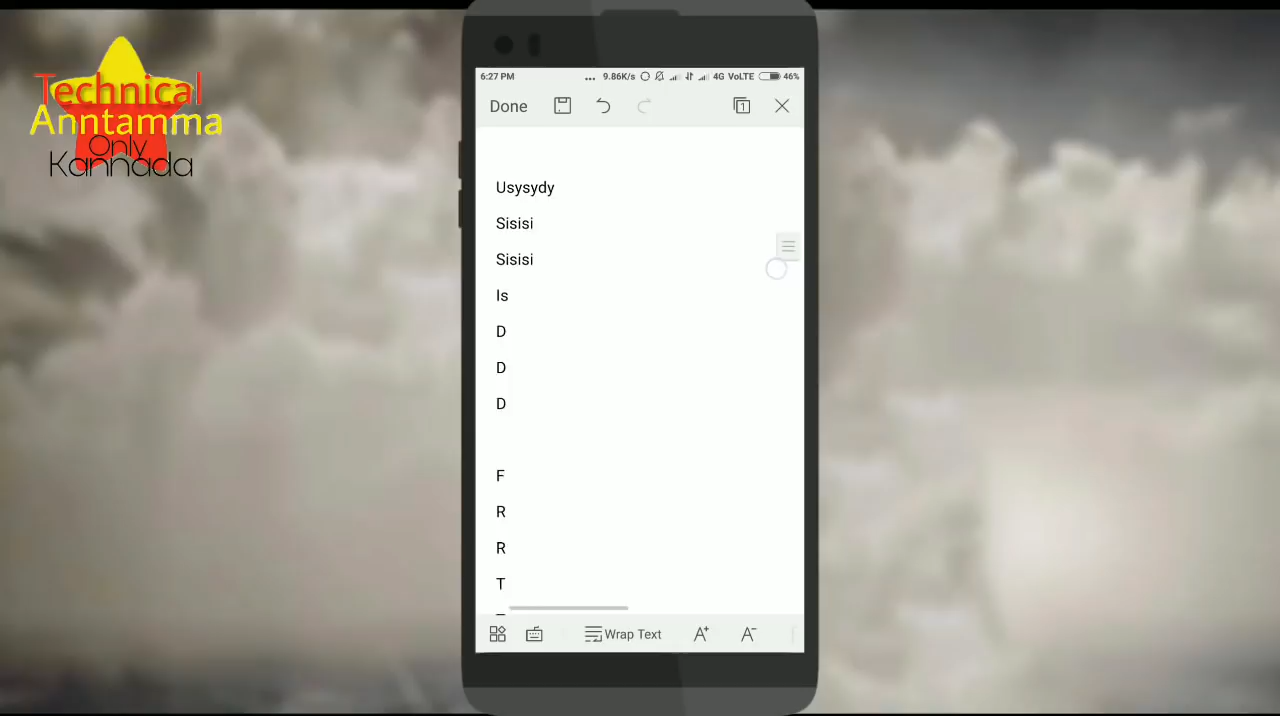 Technical
Anntamma
Only
Kannada
6:27 PM ... 9.86K/s 4G VoLTE 46%
Done 1
Usysydy
Sisisi
Sisisi
Is
D
D
D
F
R
R
T
Wrap Text A+ A-